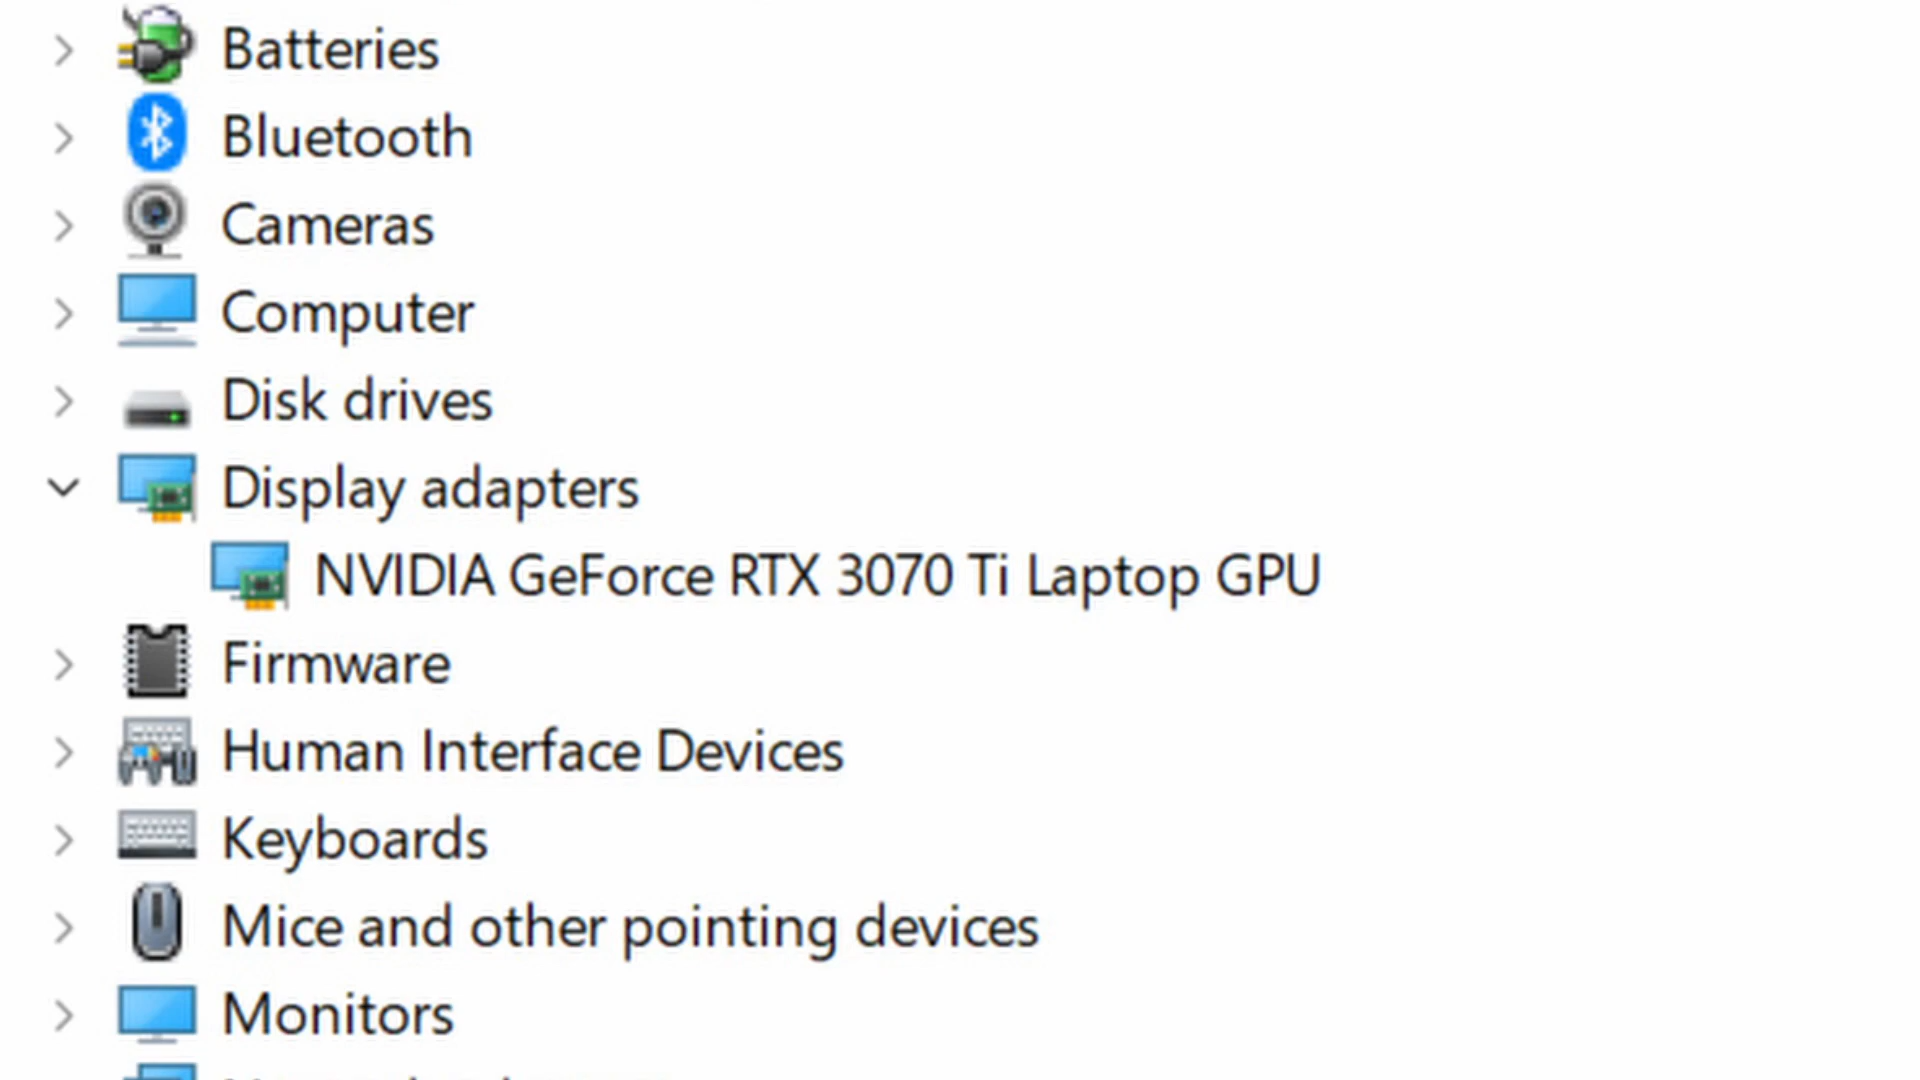 Batteries
Bluetooth
Cameras
Computer
Disk drives
Display adapters
NVIDIA GeForce RTX 3070 Ti Laptop GPU
Firmware
Human Interface Devices
Keyboards
Mice and other pointing devices
Monitors